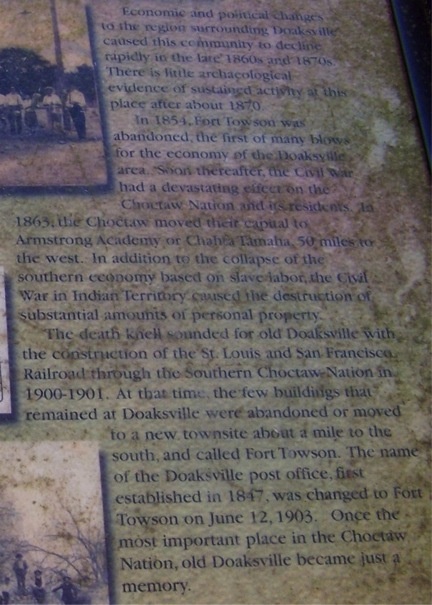 Economic and political changes
to the region surrounding Doaksville
caused this community to decline
rapidly in the late 1860s and 1870s.
There is little archaeological
evidence of sustained activity at this
place after about 1870.
In 1854, Fort Towson was
abandoned, the first of many blows
for the economy of the Doaksville
area. Soon thereafter, the Civil War
had a devastating effect on the
Choctaw Nation and its residents. In
1863, the Choctaw moved their capital to
Armstrong Academy or Chahta Tamaha, 50 miles to
the west. In addition to the collapse of the
southern economy based on slave labor, the Civil
War in Indian Territory caused the destruction of
substantial amounts of personal property.
The death knell sounded for old Doaksville with
the construction of the St. Louis and San Francisco
Railroad through the Southern Choctaw Nation in
1900-1901. At that time, the few buildings that
remained at Doaksville were abandoned or moved
to a new townsite about a mile to the
south, and called Fort Towson. The name
of the Doaksville post office, first
established in 1847, was changed to Fort
Towson on June 12, 1903. Once the
most important place in the Choctaw
Nation, old Doaksville became just a
memory.